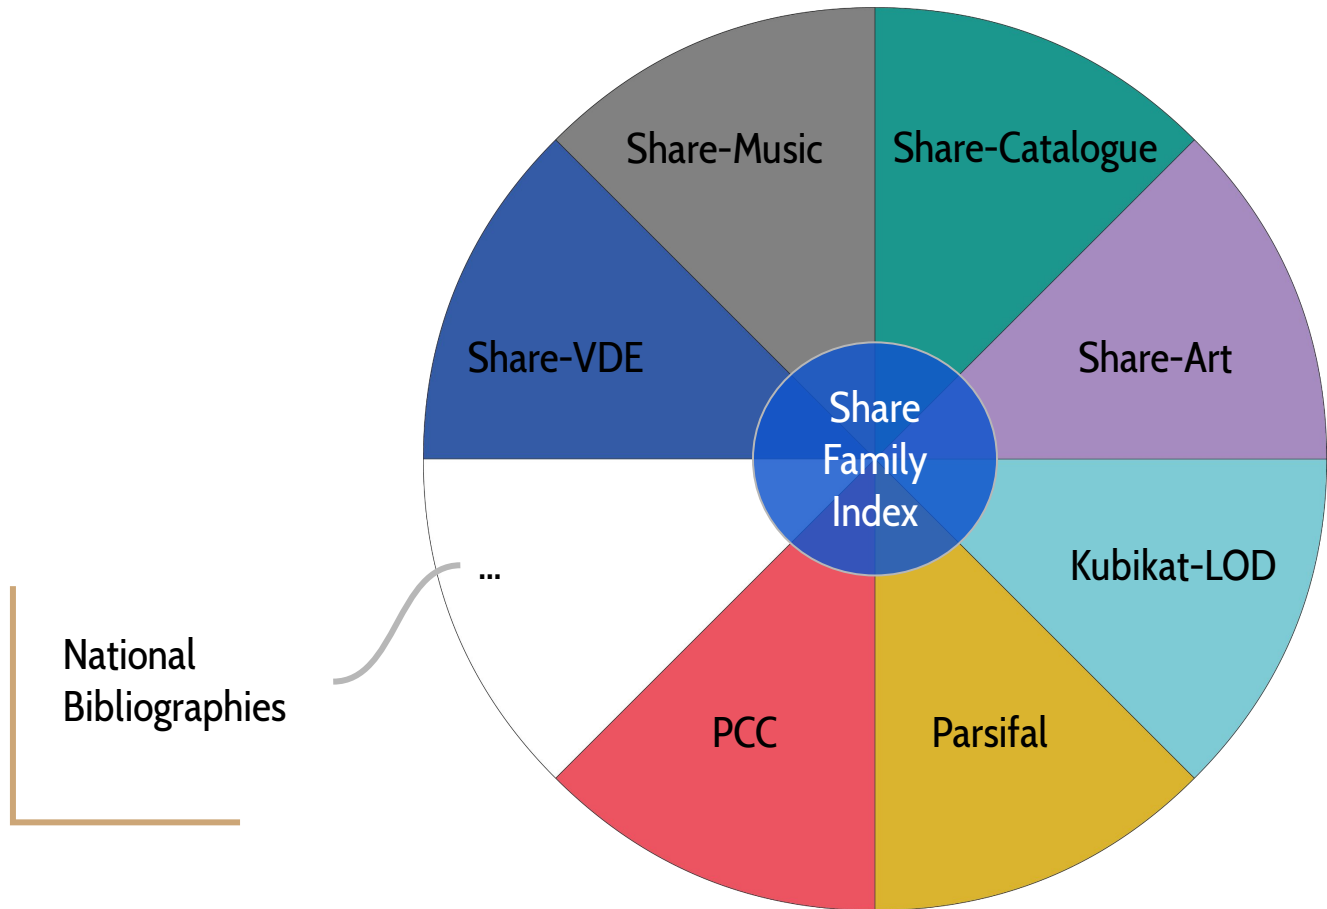 Share-Music
Share-Catalogue
Share-VDE
Share-Art
Share
Family
Index
...
Kubikat-LOD
National
Bibliographies
PCC
Parsifal